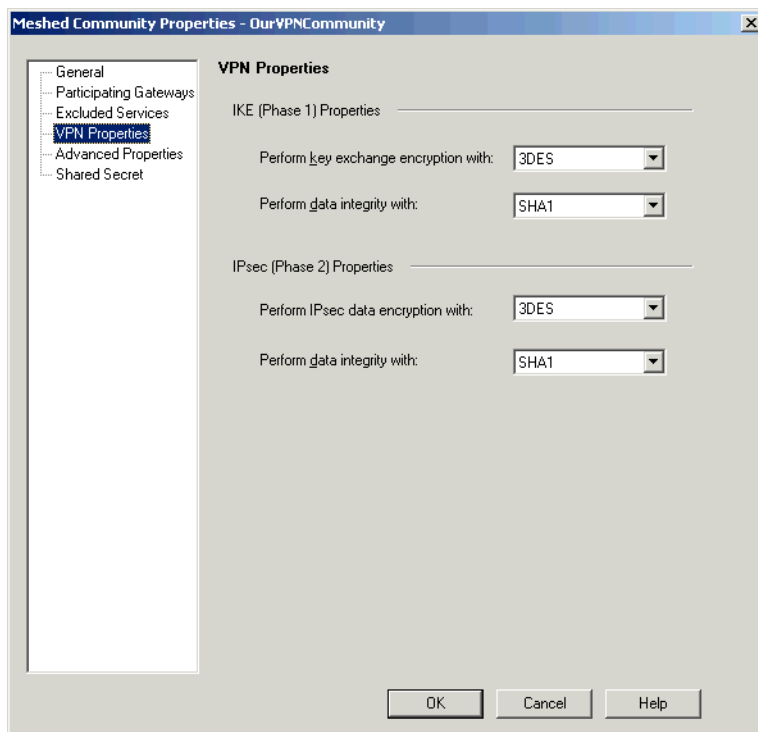 Meshed Community Properties - OurVPNCommunity
General
Participating Gateways
Excluded Services
VPN Properties
Advanced Properties
Shared Secret
VPN Properties
IKE (Phase 1) Properties
Perform key exchange encryption with: 3DES
Perform data integrity with: SHA1
IPsec (Phase 2) Properties
Perform IPsec data encryption with: 3DES
Perform data integrity with: SHA1
OK Cancel Help